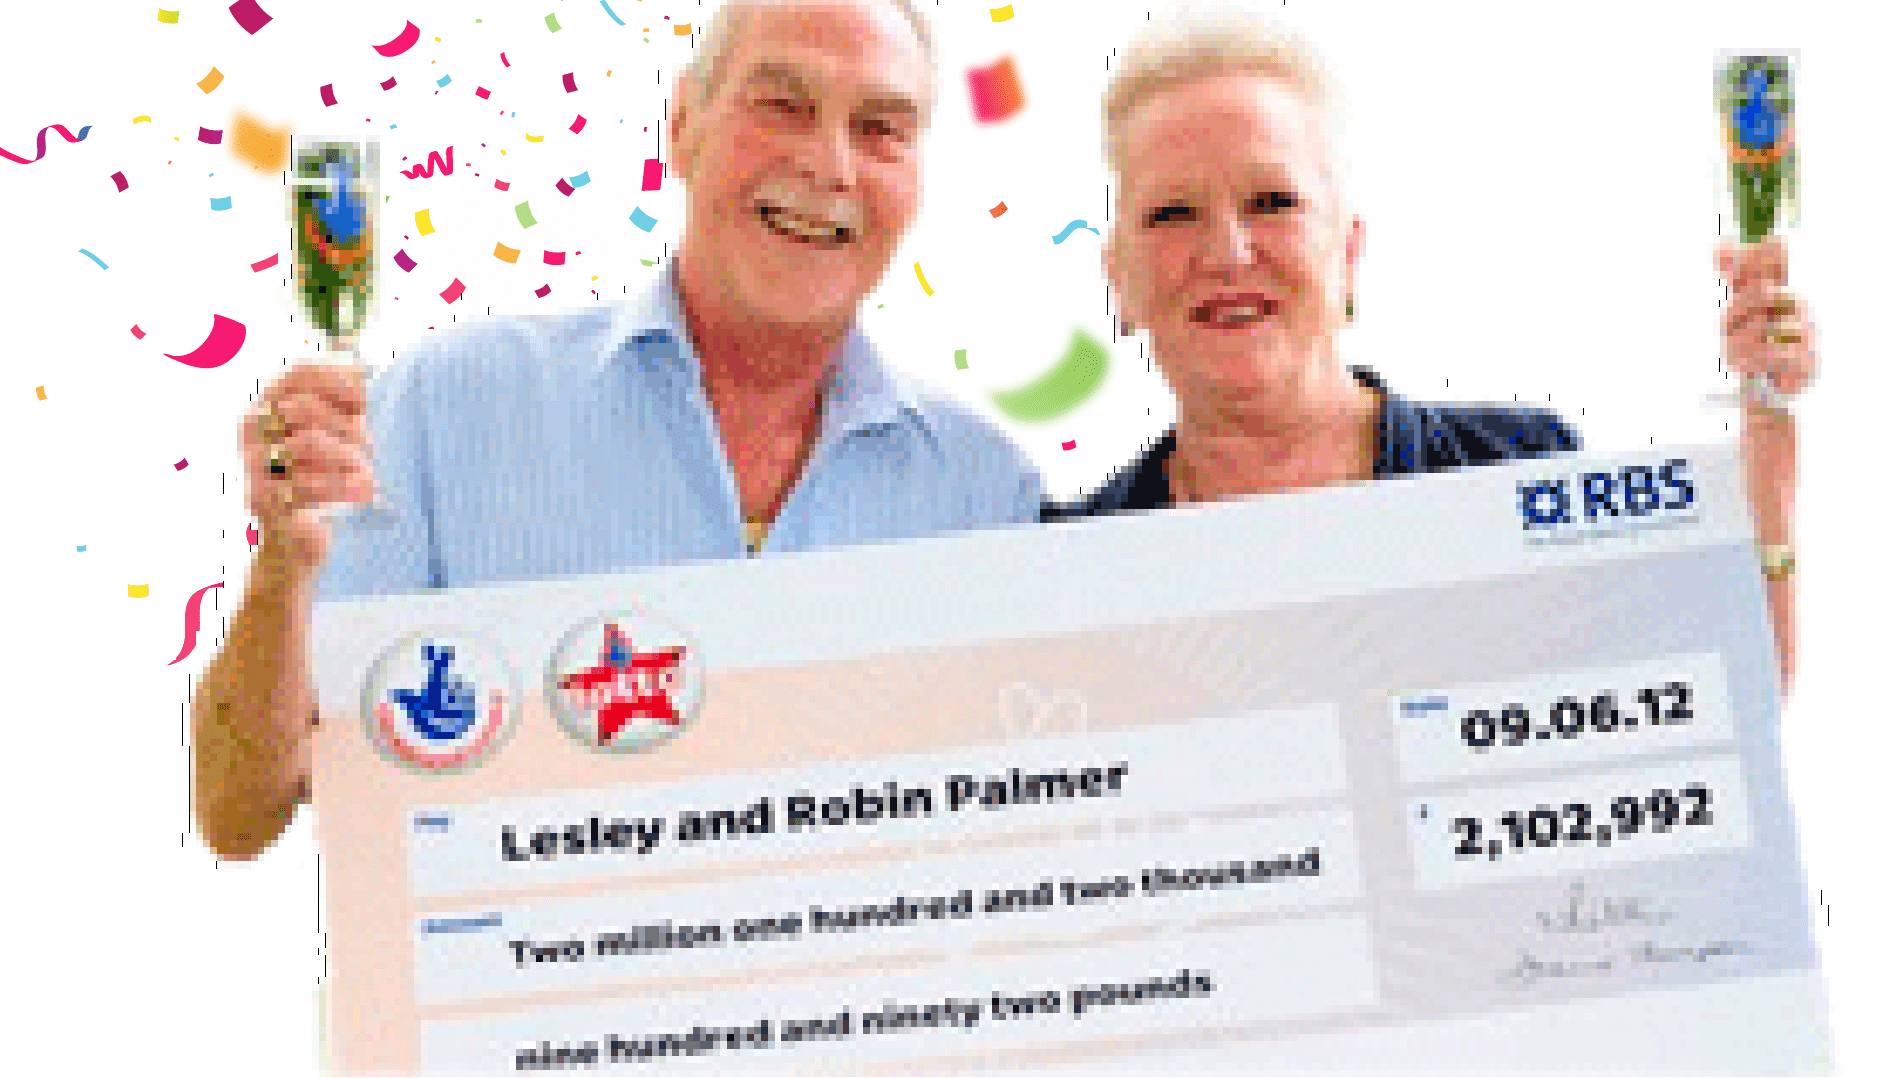 RBS
09.06.12
2,102,992
Lesley and Robin Palmer
Two million one hundred and two thousand
nine hundred and ninety two pounds